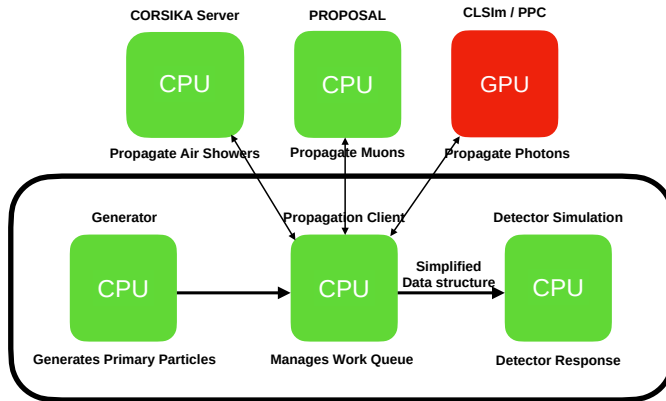 CORSIKA Server
PROPOSAL
CLSIm / PPC
CPU
CPU
GPU
Propagate Air Showers
Propagate Muons
Propagate Photons
Generator
Propagation Client
Detector Simulation
CPU
CPU
Simplified
Data structure
CPU
Generates Primary Particles
Manages Work Queue
Detector Response